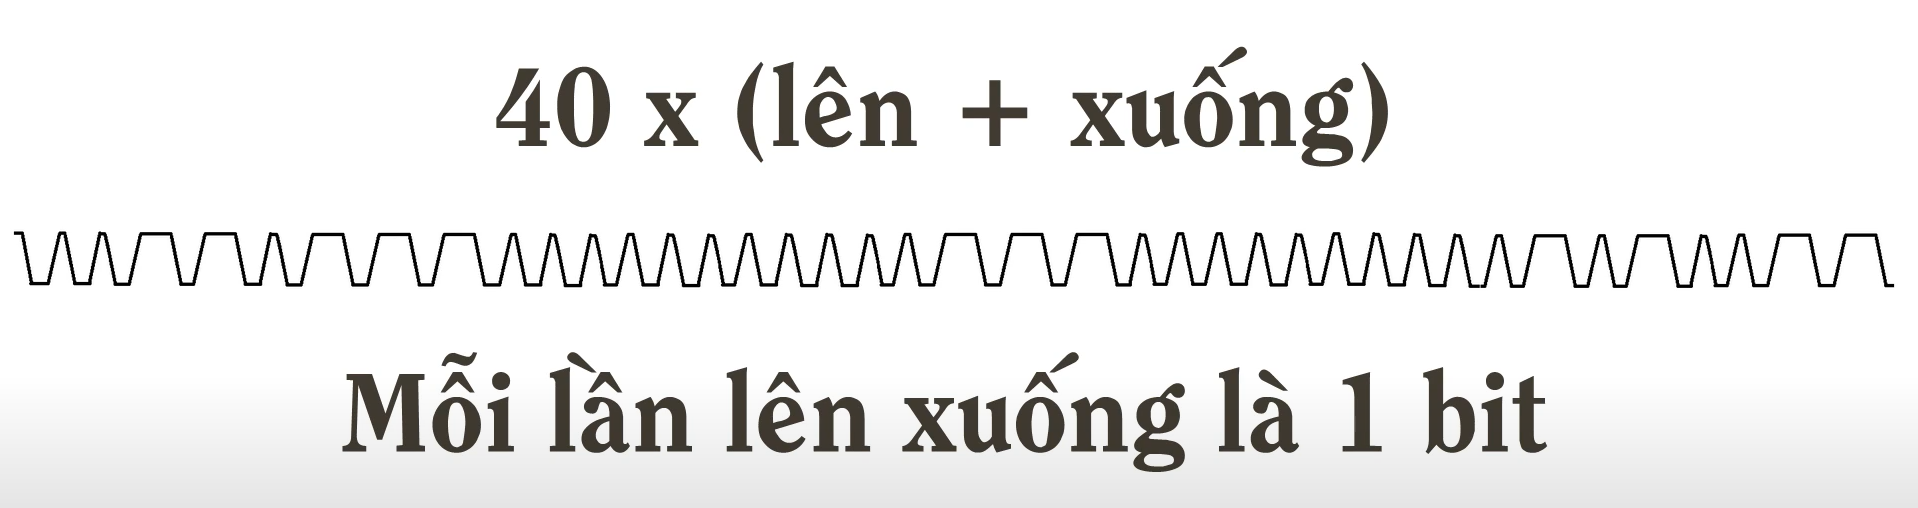 40 x (lên + xuống)
Mỗi lần lên xuống là 1 bit